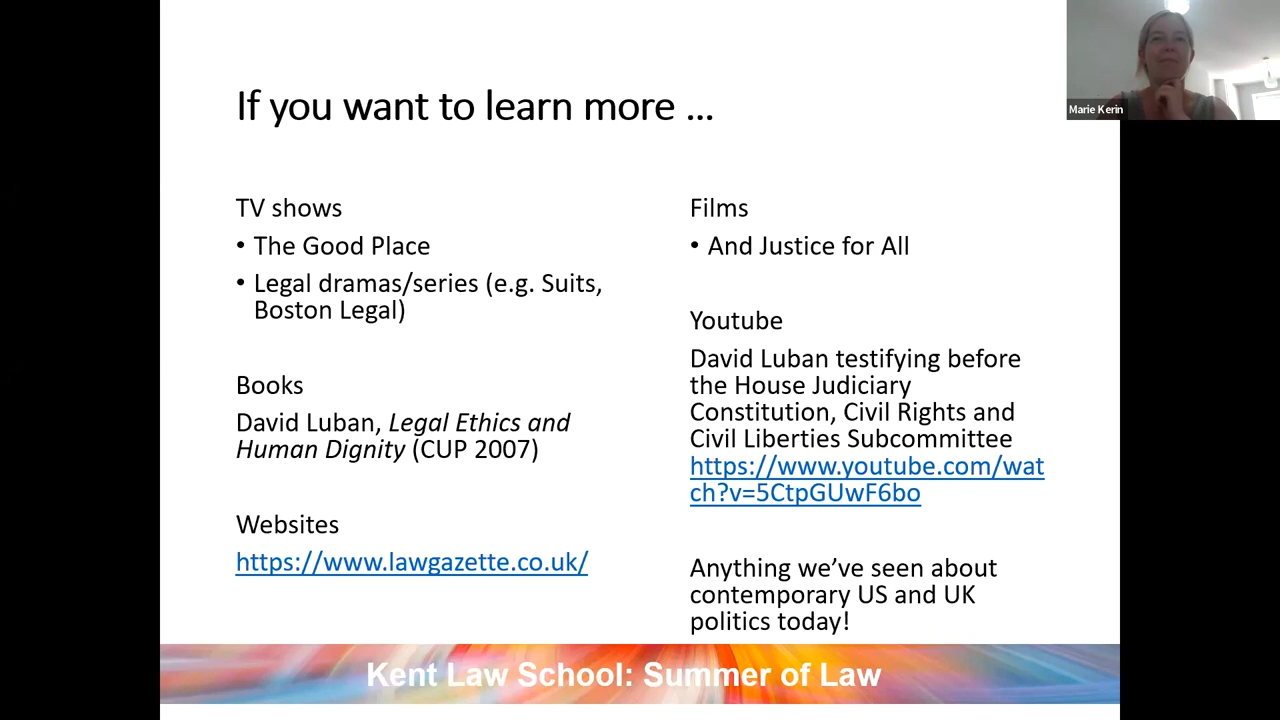 If you want to learn more ...
TV shows
• The Good Place
• Legal dramas/series (e.g. Suits,
Boston Legal)
Books
David Luban, Legal Ethics and
Human Dignity (CUP 2007)
Websites
https://www.lawgazette.co.uk/
Films
• And Justice for All
Youtube
David Luban testifying before
the House Judiciary
Constitution, Civil Rights and
Civil Liberties Subcommittee
https://www.youtube.com/wat
ch?v=5CtpGUwF6bo
Anything we’ve seen about
contemporary US and UK
politics today!
Kent Law School: Summer of Law
Marie Kerin